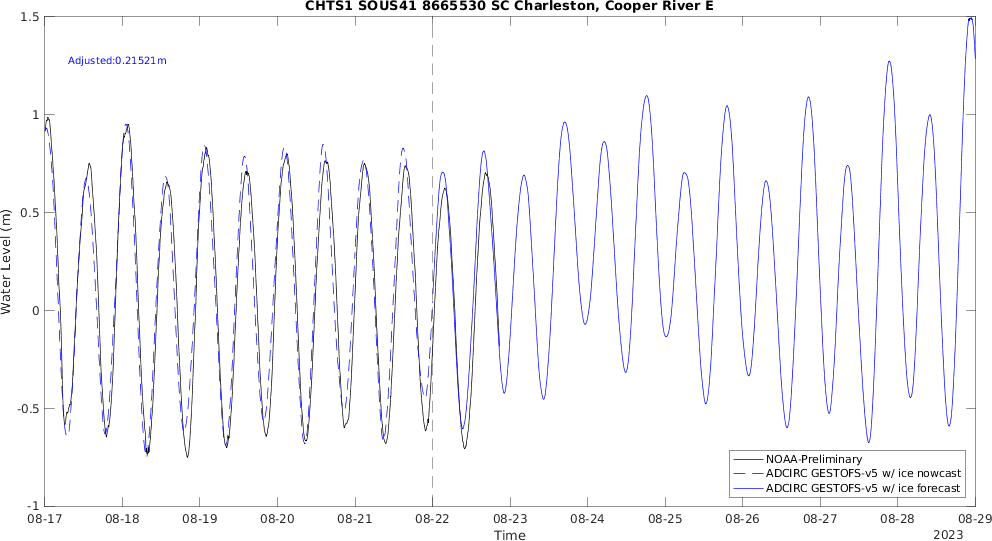 CHTS1 SOUS41 8665530 SC Charleston, Cooper River E
Adjusted:0.21521m
Water Level (m)
1.5
1
0.5
0
-0.5
-1
NOAA-Preliminary
ADCIRC GESTOFS-v5 w/ ice nowcast
ADCIRC GESTOFS-v5 w/ ice forecast
08-17 08-18 08-19 08-20 08-21 08-22 08-23 08-24 08-25 08-26 08-27 08-28 08-29
Time
2023